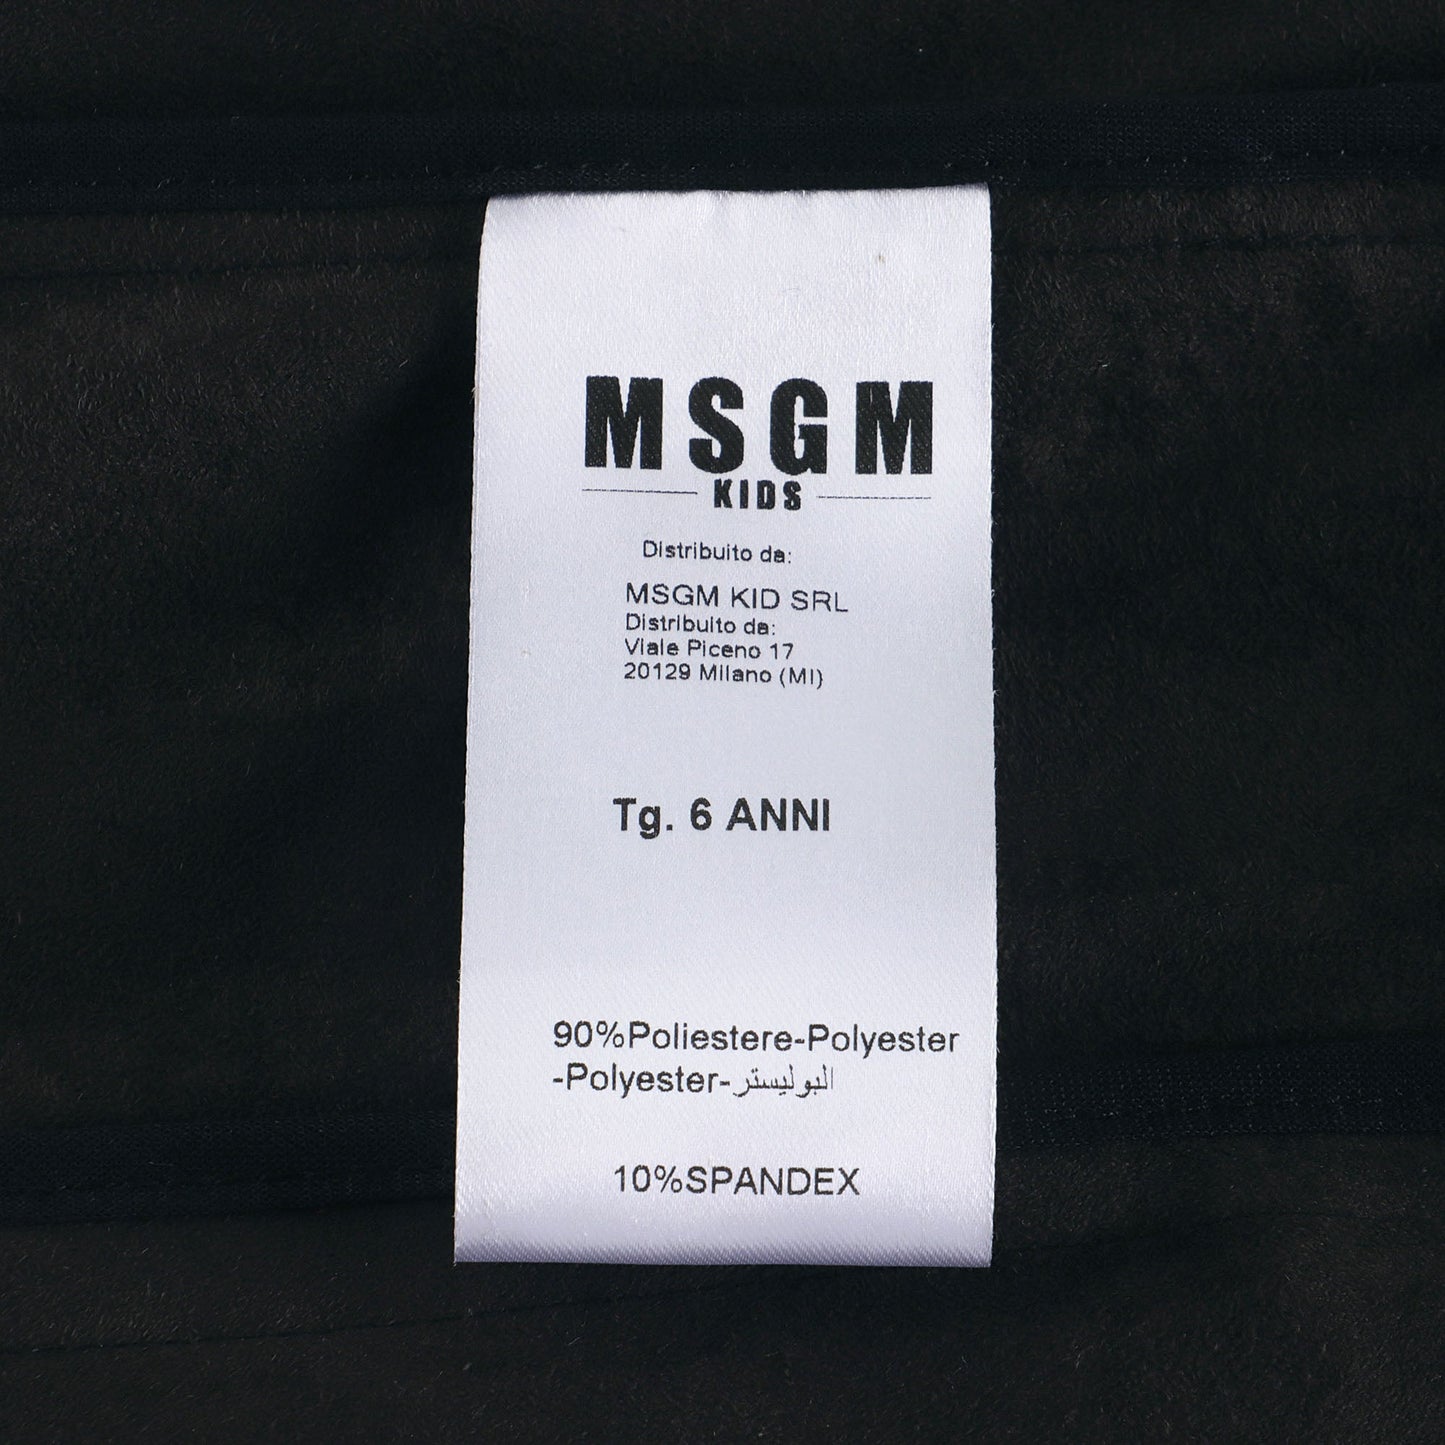 MSGM
KIDS
Distribuito da:
MSGM KID SRL
Distribuito da:
Viale Piceno 17
20129 Milano (MI)
Tg. 6 ANNI
90%Poliestere-Polyester
-Polyester-البوليستر
10%SPANDEX